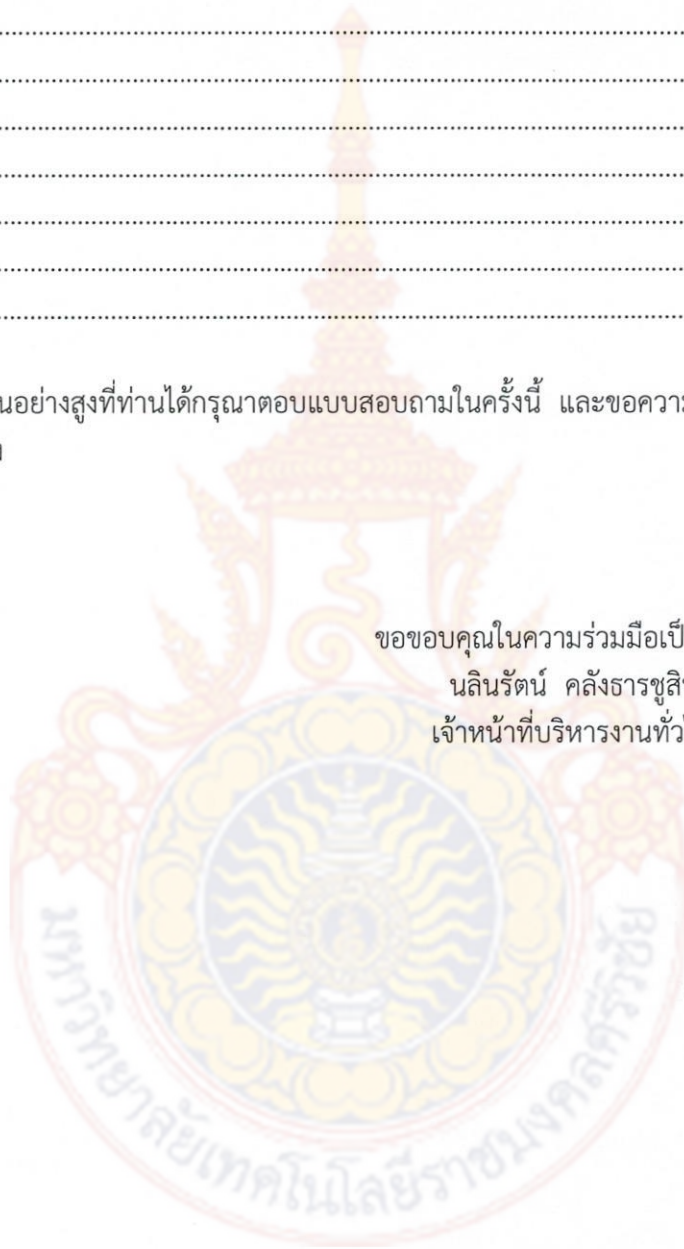 ..........................................................................................
..........................................................................................
..........................................................................................
..........................................................................................
..........................................................................................
..........................................................................................
..........................................................................................
นอย่างสูงที่ท่านได้กรุณาตอบแบบสอบถามในครั้งนี้ และขอความ
ขอขอบคุณในความร่วมมือเป็
นลินรัตน์ คลังธารชูสิ
เจ้าหน้าที่บริหารงานทั่ว
มหาวิทยาลัยเทคโนโลยีราชมงคลศรีวิชัย